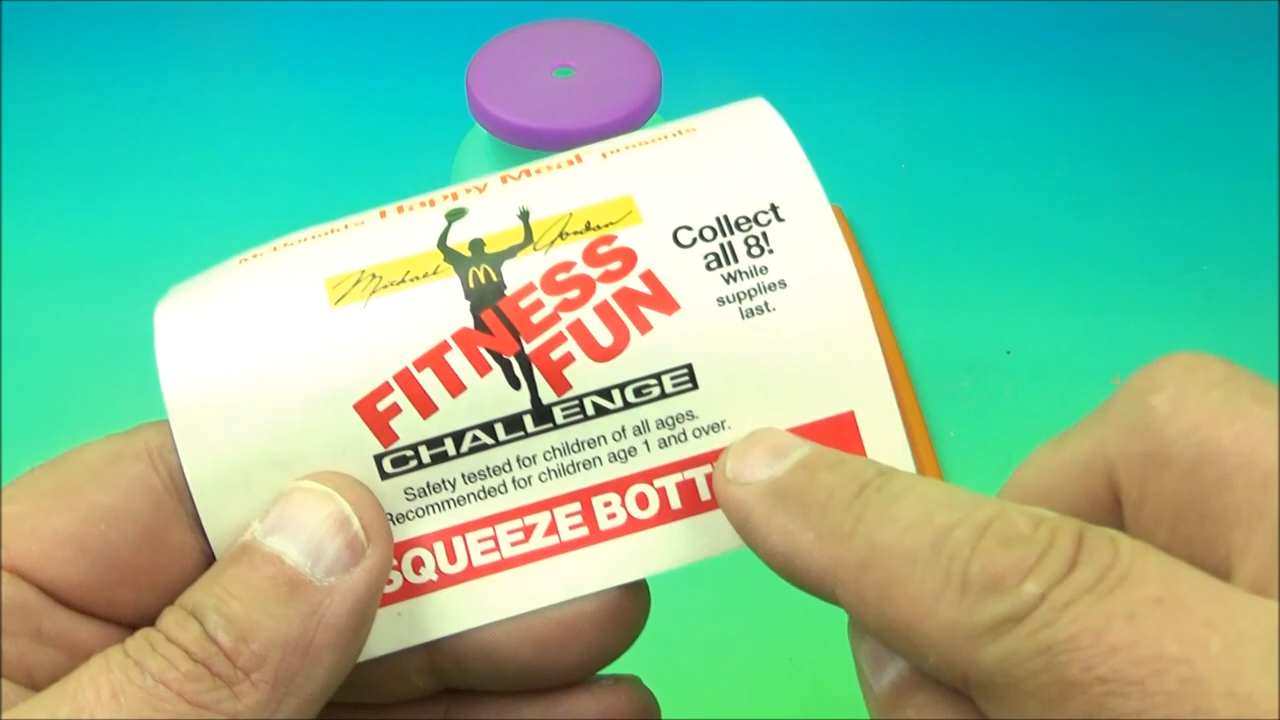 McDonald's Happy Meal presents
Michael Jordan
FITNESS
FUN
CHALLENGE
Collect
all 8!
While
supplies
last.
Safety tested for children of all ages.
Recommended for children age 1 and over.
SQUEEZE BOTT